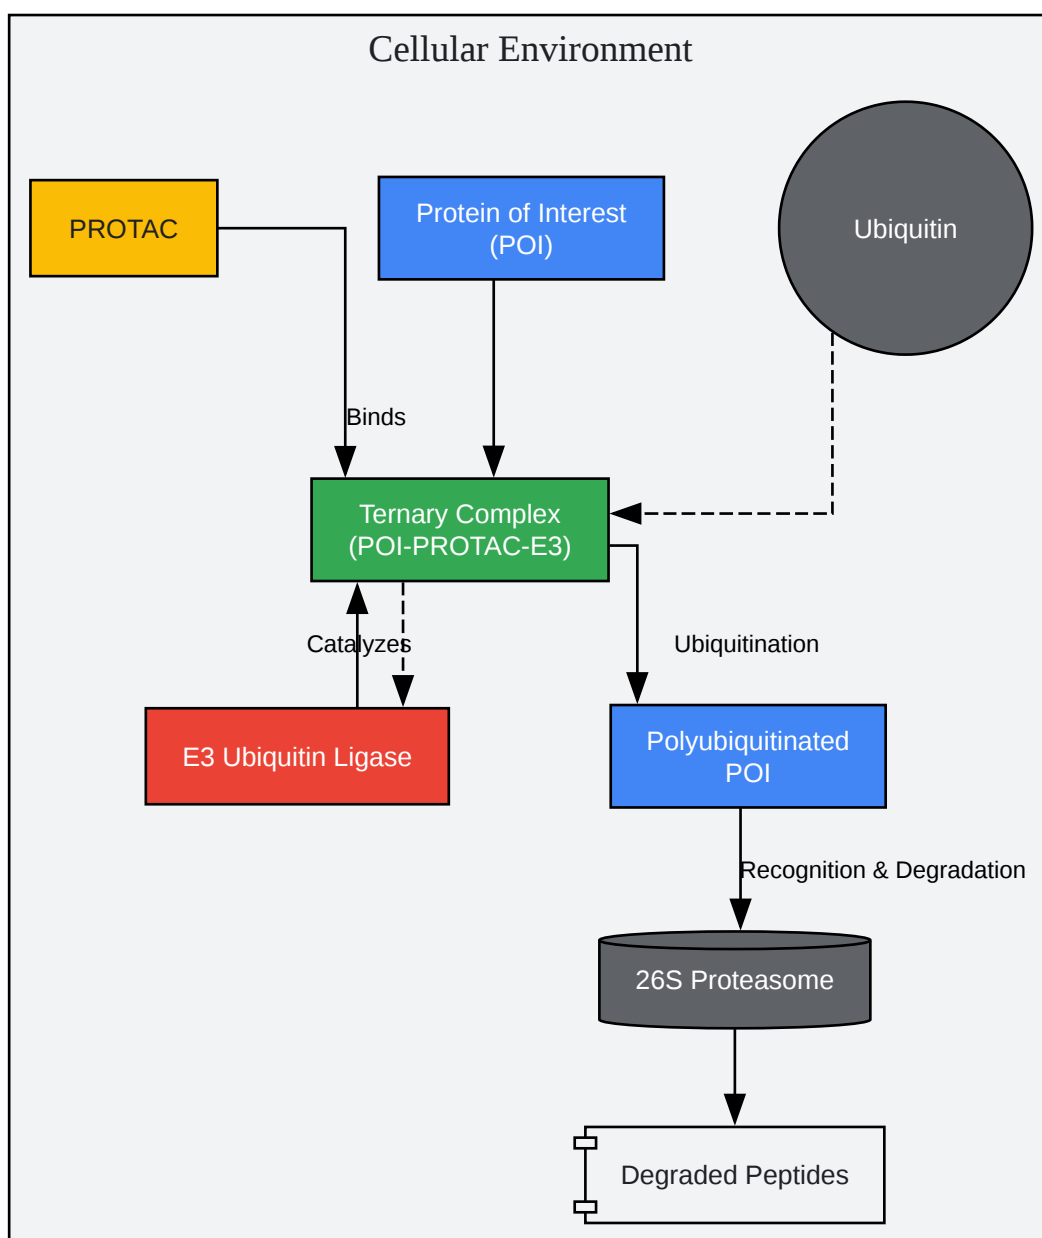 Cellular Environment
PROTAC
Protein of Interest
(POI)
Ubiquitin
Binds
Ternary Complex
(POI-PROTAC-E3)
Catalyzes
Ubiquitination
E3 Ubiquitin Ligase
Polyubiquitinated
POI
Recognition & Degradation
26S Proteasome
Degraded Peptides